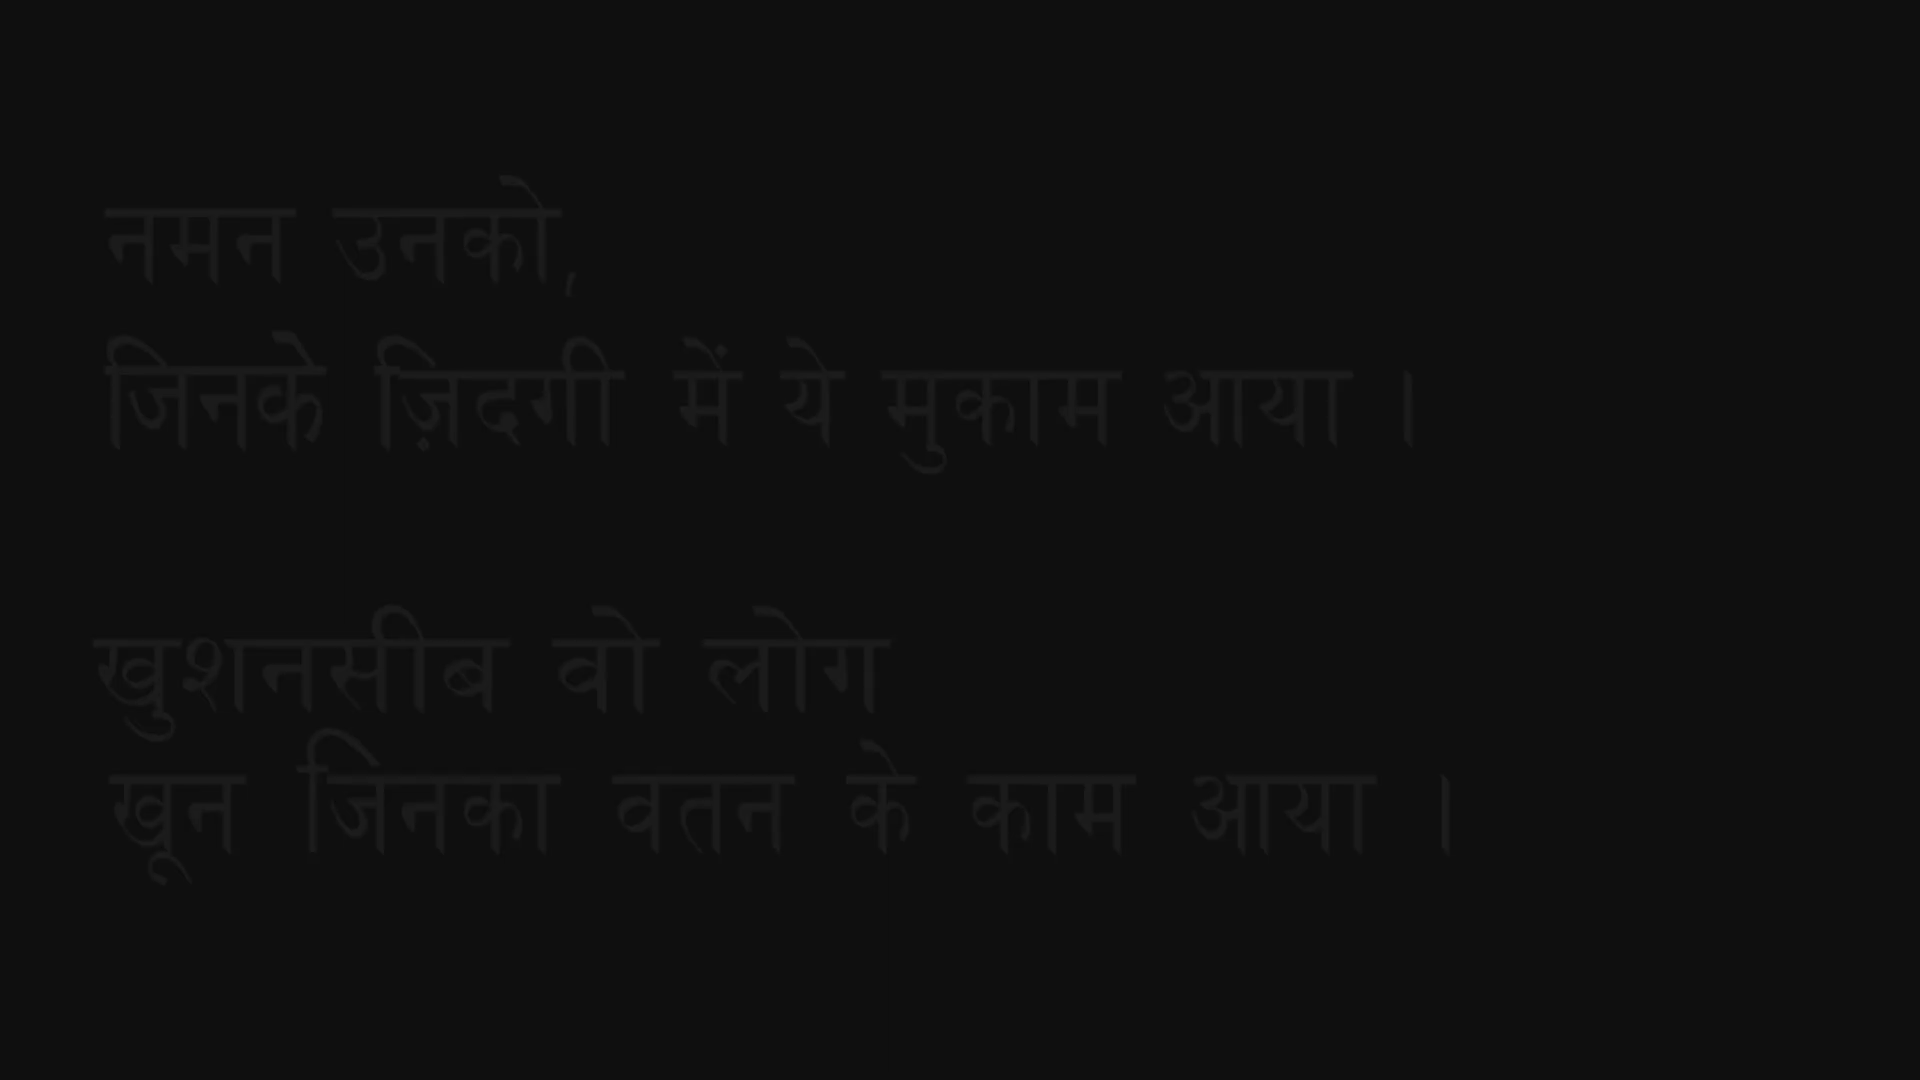 नमन उनको,
जिनके ज़िदगी में ये मुकाम आया ।
खुशनसीब वो लोग
खून जिनका वतन के काम आया ।